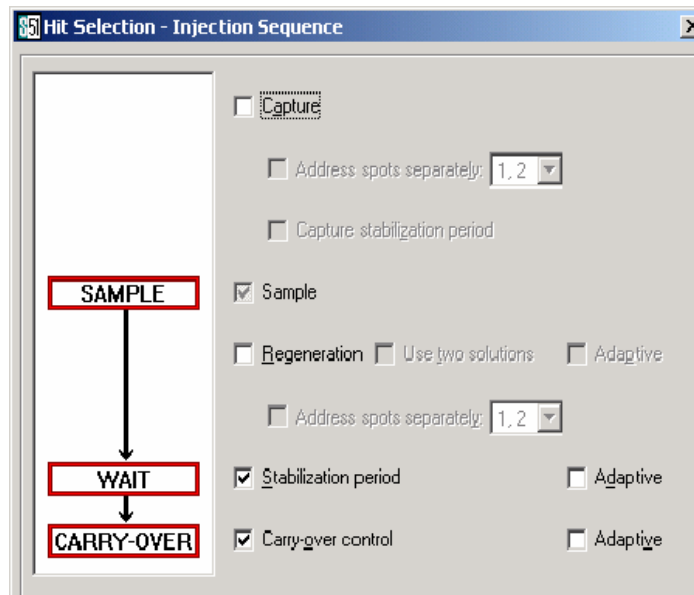 S5 Hit Selection - Injection Sequence
Capture
Address spots separately: 1, 2
Capture stabilization period
SAMPLE Sample
Regeneration Use two solutions Adaptive
Address spots separately: 1, 2
WAIT Stabilization period Adaptive
CARRY-OVER Carry-over control Adaptive